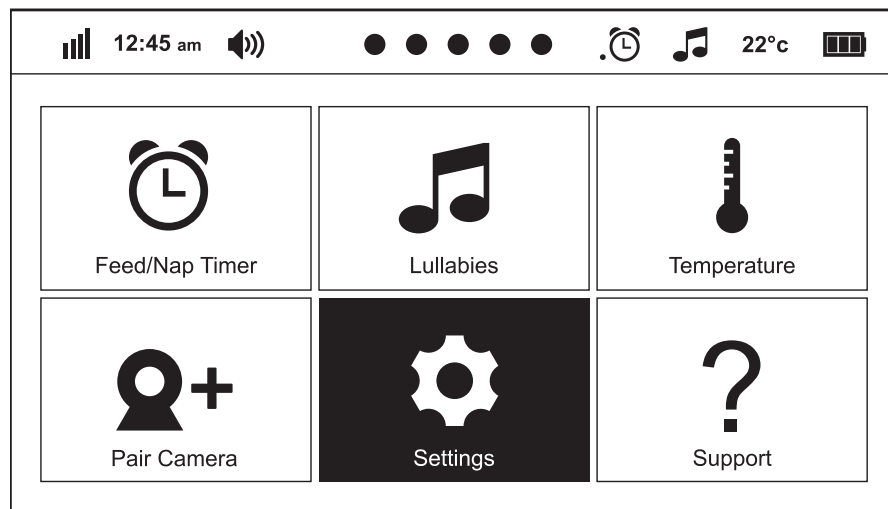 12:45 am 22°c
Feed/Nap Timer Lullabies Temperature
Pair Camera Settings Support